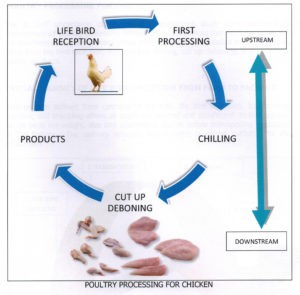 LIFE BIRD
RECEPTION
FIRST
PROCESSING
UPSTREAM
PRODUCTS
CHILLING
CUT UP
DEBONING
DOWNSTREAM
POULTRY PROCESSING FOR CHICKEN